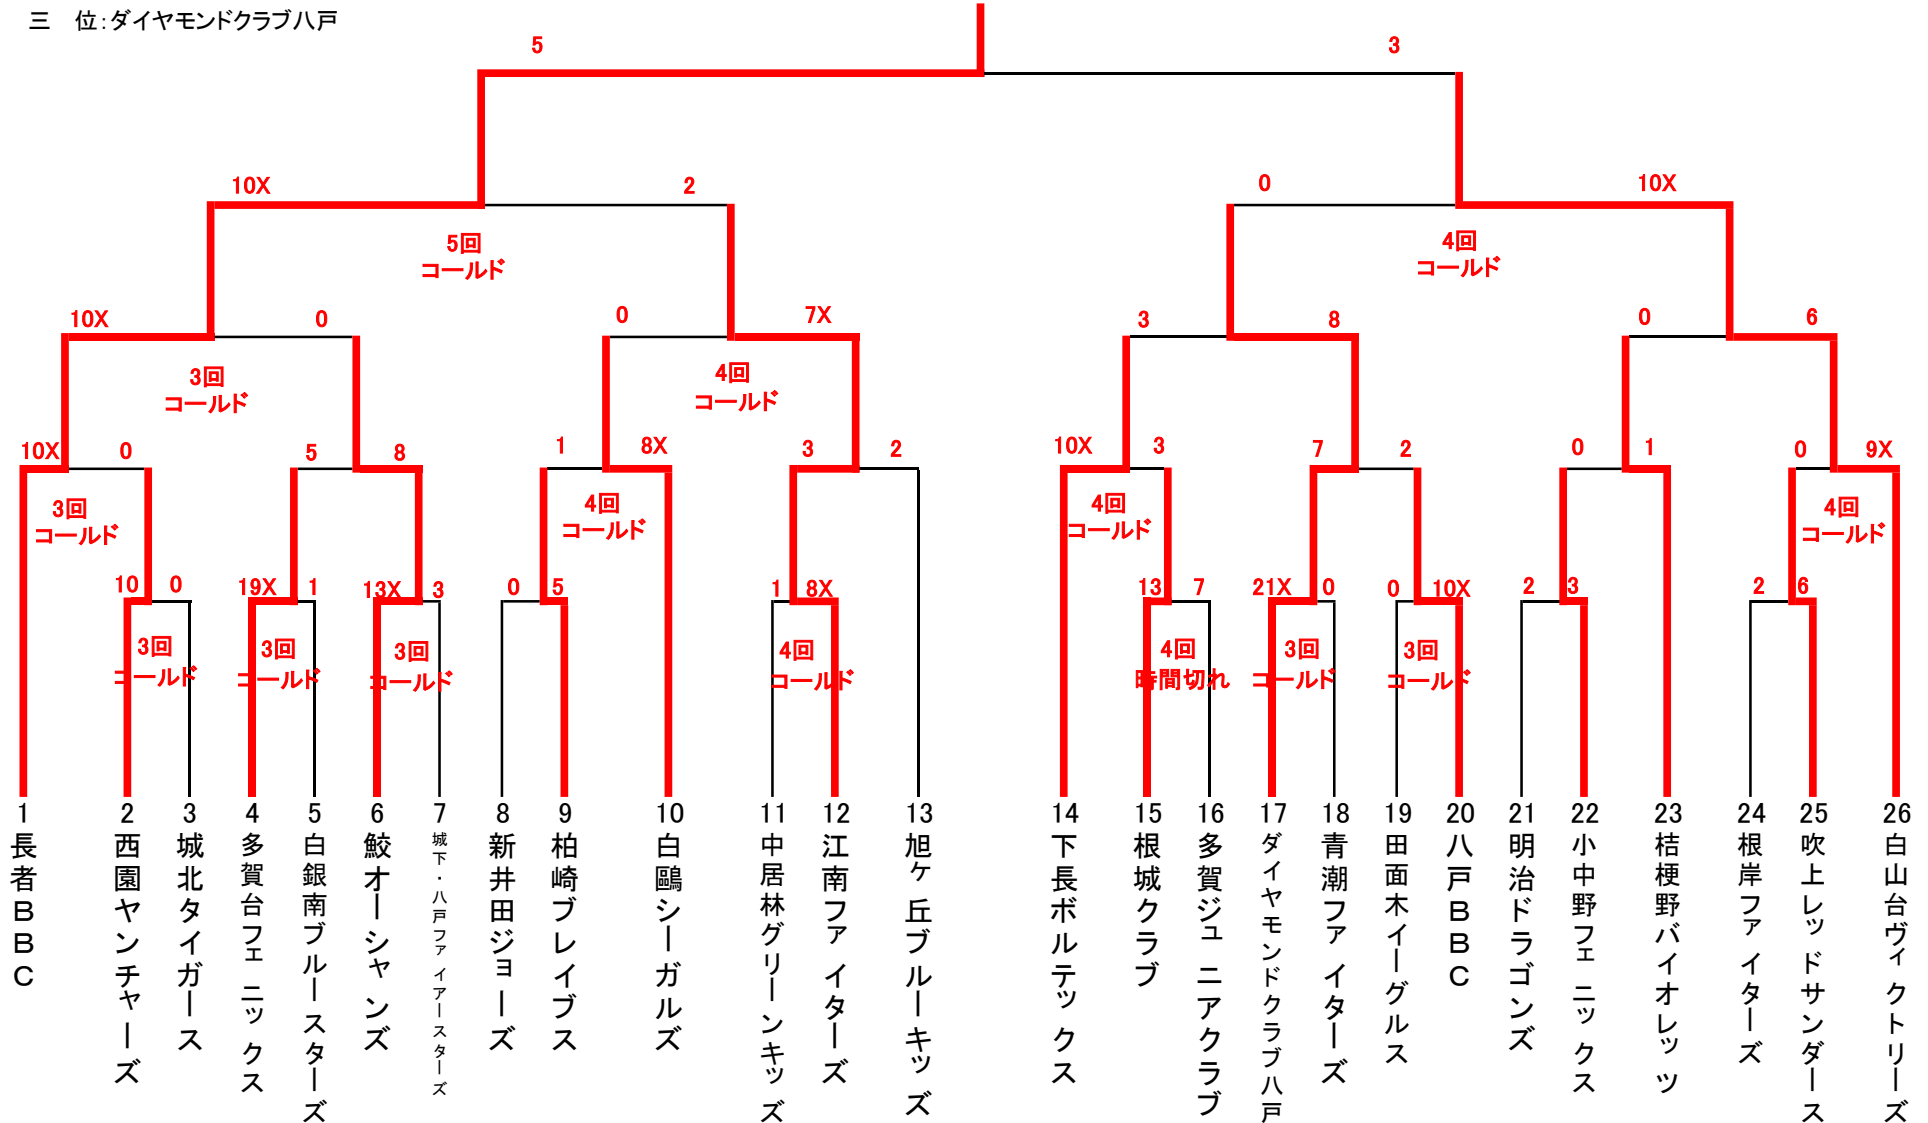 三　位：ダイヤモンドクラブ八戸
5
3
10X
2
0
10X
5回
コールド
4回
コールド
10X
0
0
7X
3
8
0
6
3回
コールド
4回
コールド
10X
0
5
8
1
8X
3
2
10X
3
7
2
0
1
0
9X
3回
コールド
4回
コールド
4回
コールド
4回
コールド
10
0
19X
1
13X
3
0
5
1
8X
13
7
21X
0
0
10X
2
3
2
6
3回
コールド
3回
コールド
3回
コールド
4回
コールド
4回
時間切れ
3回
コールド
3回
コールド
1
長者BBC
2
西園ヤンチャーズ
3
城北タイガース
4
多賀台フェニックス
5
白銀南ブルースターズ
6
鮫オーシャンズ
7
城下・八戸ファイアースターズ
8
新井田ジョーズ
9
柏崎ブレイブス
10
白鷗シーガルズ
11
中居林グリーンキッズ
12
江南ファイターズ
13
旭ヶ丘ブルーキッズ
14
下長ボルテックス
15
根城クラブ
16
多賀ジュニアクラブ
17
ダイヤモンドクラブ八戸
18
青潮ファイターズ
19
田面木イーグルス
20
八戸BBC
21
明治ドラゴンズ
22
小中野フェニックス
23
桔梗野バイオレッツ
24
根岸ファイターズ
25
吹上レッドサンダース
26
白山台ヴィクトリーズ